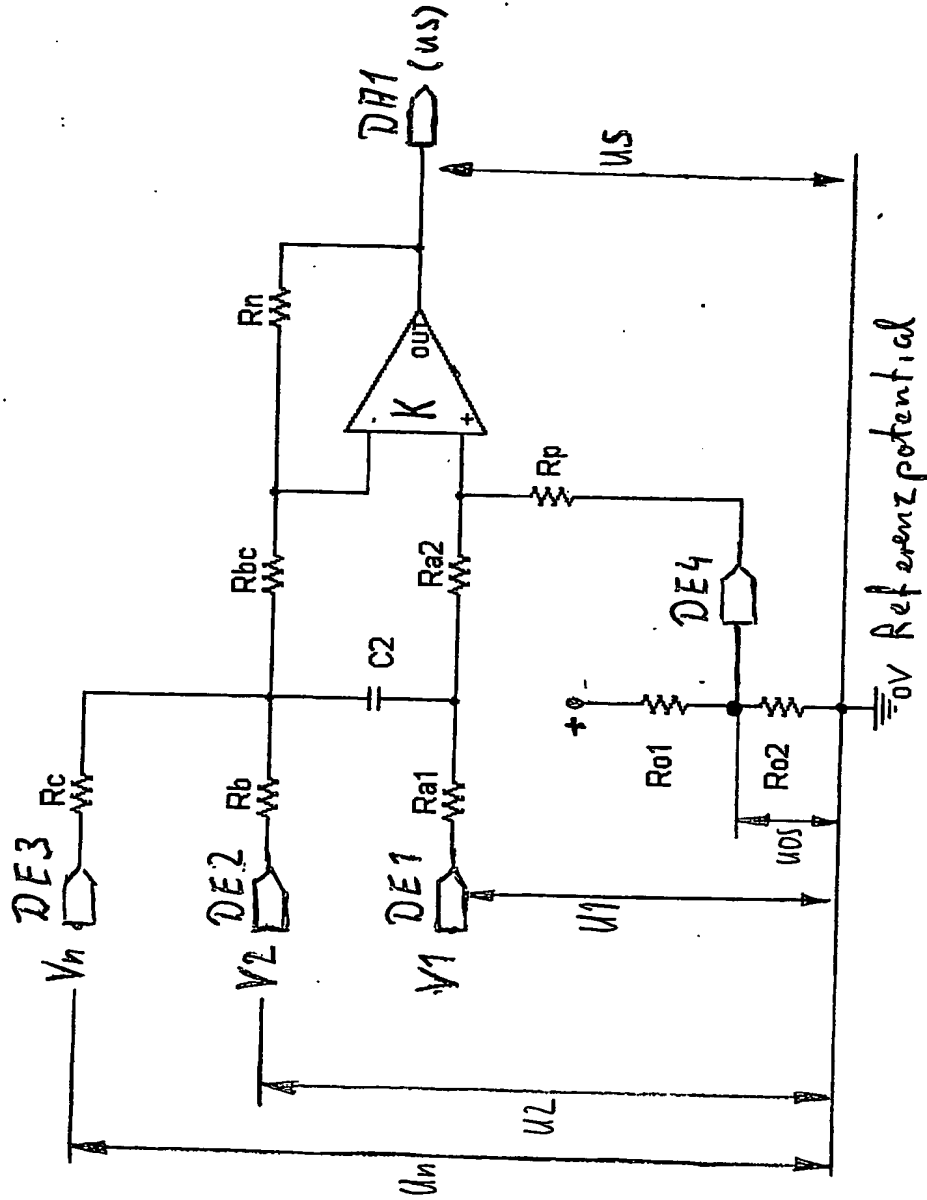 DE3
Vn
Rc
Rn
DE2
V2
Rb
Rbc
DA1 (us)
C2
-
K
OUT
+
DE1
V1
Ra1
Ra2
Rp
+
-
Ro1
DE4
Ro2
Un
U2
U1
uos
us
0V Referenzpotential